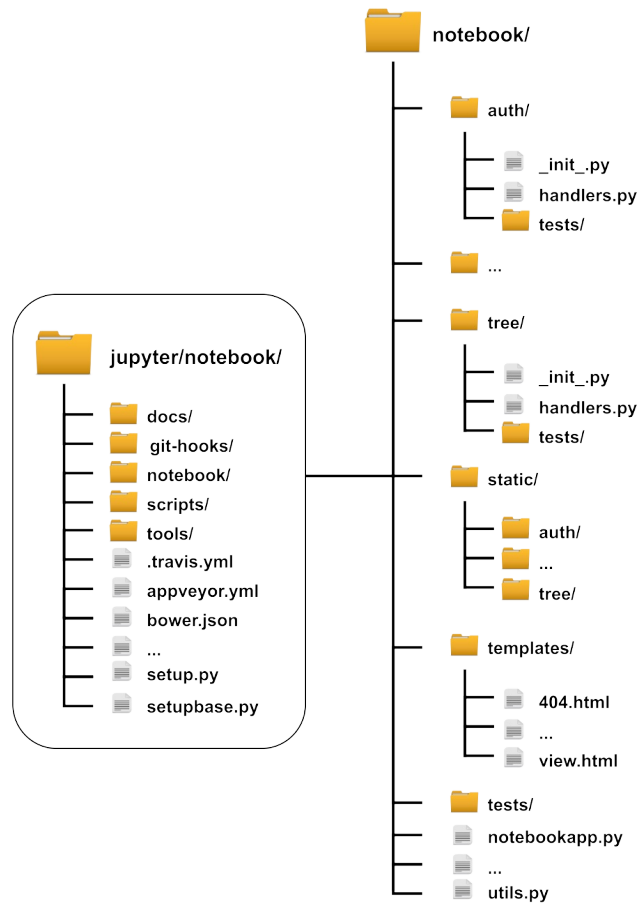 notebook/
auth/
_init_.py
handlers.py
tests/
...
tree/
_init_.py
handlers.py
tests/
static/
auth/
...
tree/
templates/
404.html
...
view.html
tests/
notebookapp.py
...
utils.py
jupyter/notebook/
docs/
git-hooks/
notebook/
scripts/
tools/
.travis.yml
appveyor.yml
bower.json
...
setup.py
setupbase.py